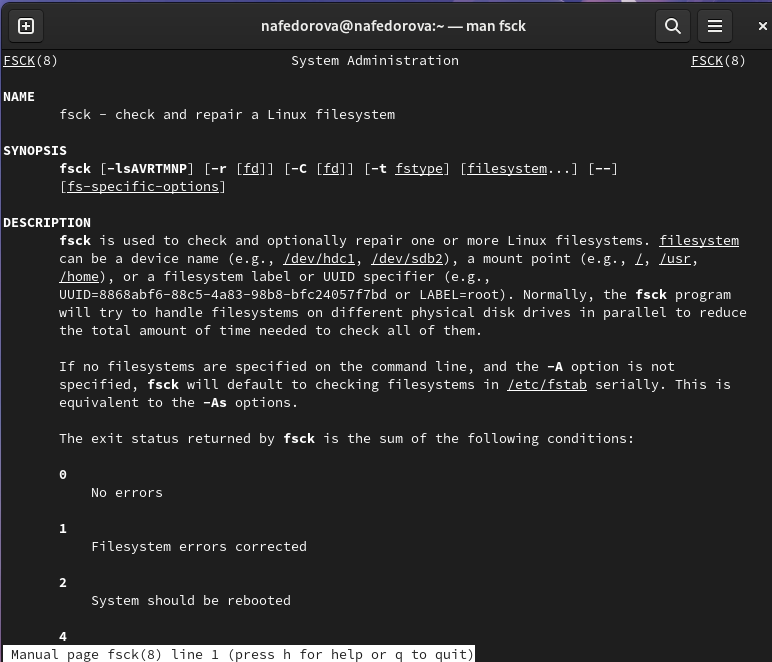 nafedorova@nafedorova:~ — man fsck
FSCK(8) System Administration FSCK(8)
NAME
fsck - check and repair a Linux filesystem
SYNOPSIS
fsck [-lsAVRTMNP] [-r [fd]] [-C [fd]] [-t fstype] [filesystem...] [--]
[fs-specific-options]
DESCRIPTION
fsck is used to check and optionally repair one or more Linux filesystems. filesystem
can be a device name (e.g., /dev/hdc1, /dev/sdb2), a mount point (e.g., /, /usr,
/home), or a filesystem label or UUID specifier (e.g.,
UUID=8868abf6-88c5-4a83-98b8-bfc24057f7bd or LABEL=root). Normally, the fsck program
will try to handle filesystems on different physical disk drives in parallel to reduce
the total amount of time needed to check all of them.
If no filesystems are specified on the command line, and the -A option is not
specified, fsck will default to checking filesystems in /etc/fstab serially. This is
equivalent to the -As options.
The exit status returned by fsck is the sum of the following conditions:
0
No errors
1
Filesystem errors corrected
2
System should be rebooted
4
Manual page fsck(8) line 1 (press h for help or q to quit)